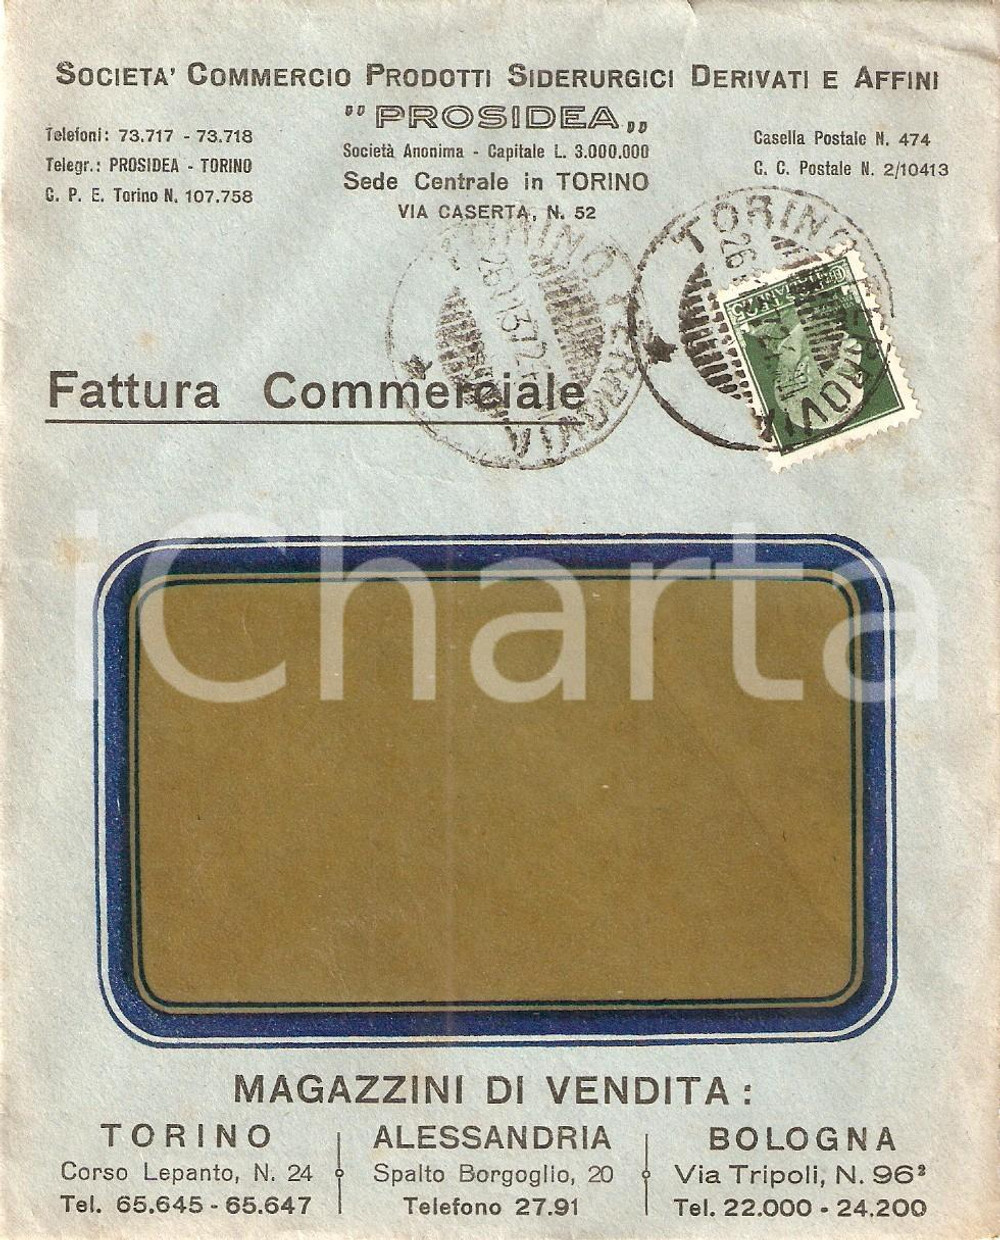 SOCIETA' COMMERCIO PRODOTTI SIDERURGICI DERIVATI E AFFINI
"PROSIDEA„
Telefoni: 73.717 - 73.718
Telegr.: PROSIDEA - TORINO
C. P. E. Torino N. 107.758
Società Anonima - Capitale L. 3.000.000
Sede Centrale in TORINO
VIA CASERTA, N. 52
Casella Postale N. 474
C. C. Postale N. 2/10413
TORINO FERROVIA
TORINO
Fattura Commerciale
iCharta
MAGAZZINI DI VENDITA:
TORINO
Corso Lepanto, N. 24
Tel. 65.645 - 65.647
ALESSANDRIA
Spalto Borgoglio, 20
Telefono 27.91
BOLOGNA
Via Tripoli, N. 96²
Tel. 22.000 - 24.200